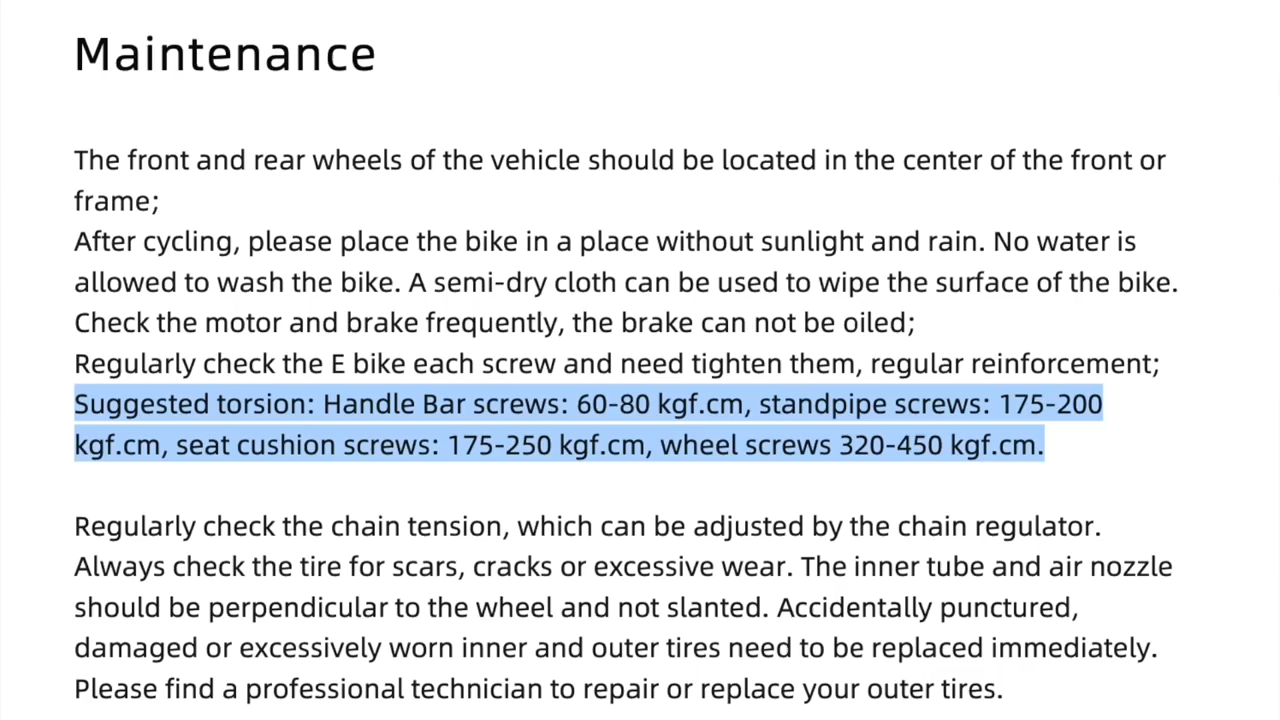 Maintenance
The front and rear wheels of the vehicle should be located in the center of the front or
frame;
After cycling, please place the bike in a place without sunlight and rain. No water is
allowed to wash the bike. A semi-dry cloth can be used to wipe the surface of the bike.
Check the motor and brake frequently, the brake can not be oiled;
Regularly check the E bike each screw and need tighten them, regular reinforcement;
Suggested torsion: Handle Bar screws: 60-80 kgf.cm, standpipe screws: 175-200
kgf.cm, seat cushion screws: 175-250 kgf.cm, wheel screws 320-450 kgf.cm.
Regularly check the chain tension, which can be adjusted by the chain regulator.
Always check the tire for scars, cracks or excessive wear. The inner tube and air nozzle
should be perpendicular to the wheel and not slanted. Accidentally punctured,
damaged or excessively worn inner and outer tires need to be replaced immediately.
Please find a professional technician to repair or replace your outer tires.